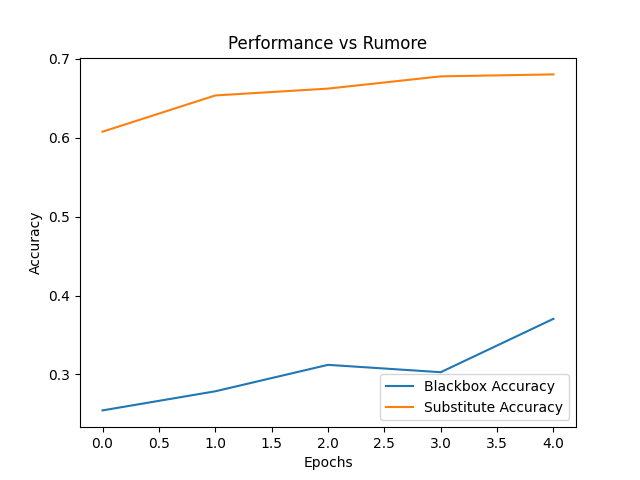 Performance vs Rumore
0.7
0.6
0.5
0.4
0.3
Accuracy
0.0 0.5 1.0 1.5 2.0 2.5 3.0 3.5 4.0
Epochs
Blackbox Accuracy
Substitute Accuracy